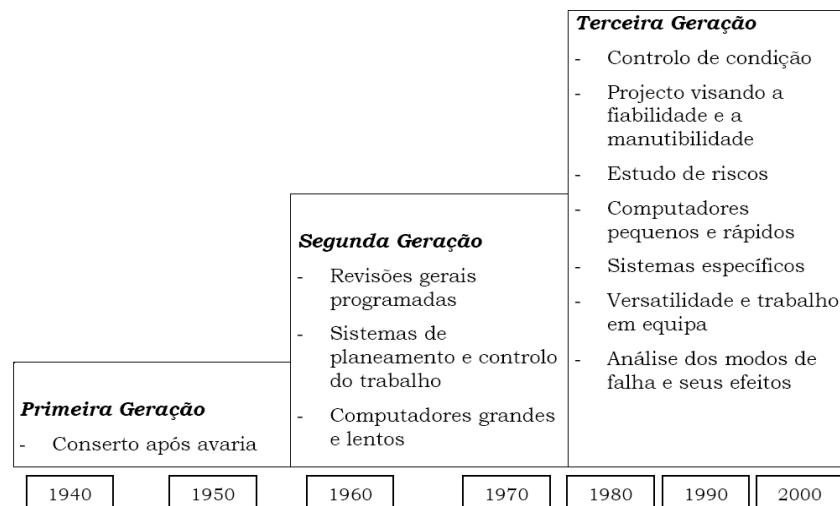 Terceira Geração
- Controlo de condição
- Projecto visando a
fiabilidade e a
manutibilidade
- Estudo de riscos
- Computadores
pequenos e rápidos
- Sistemas específicos
- Versatilidade e trabalho
em equipa
- Análise dos modos de
falha e seus efeitos
Segunda Geração
- Revisões gerais
programadas
- Sistemas de
planeamento e controlo
do trabalho
- Computadores grandes
e lentos
Primeira Geração
- Conserto após avaria
1940 1950 1960 1970 1980 1990 2000